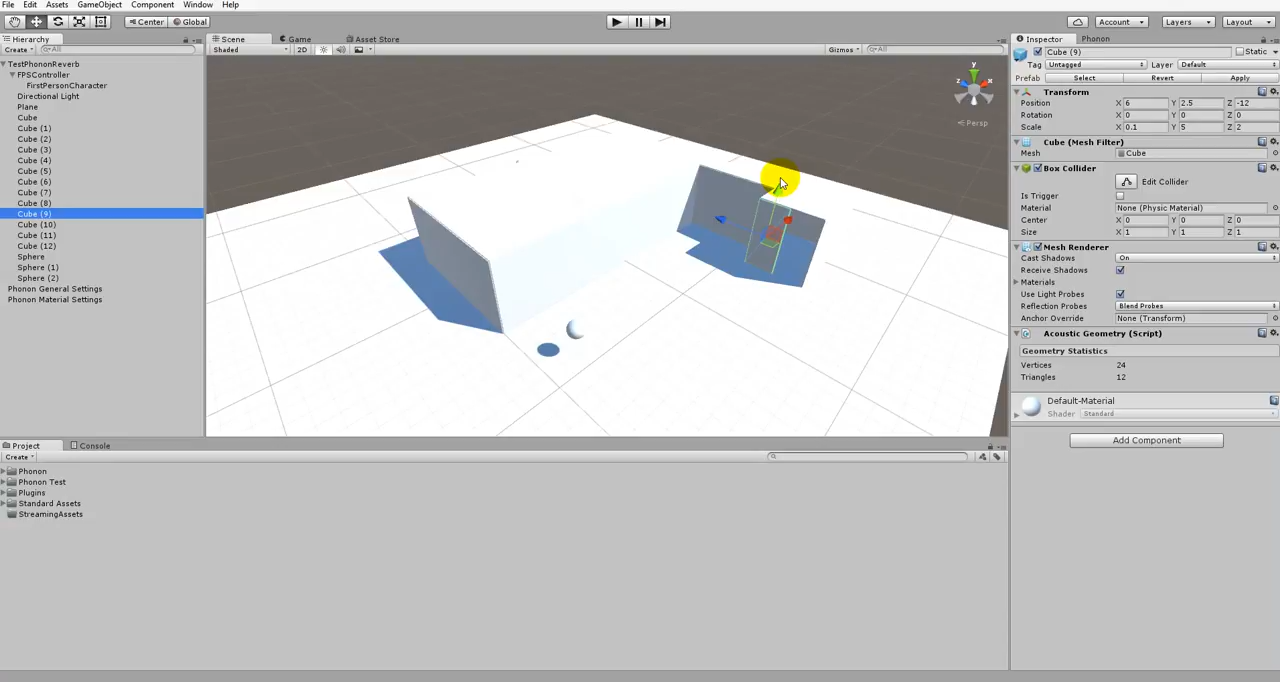 File Edit Assets GameObject Component Window Help
Center Global Account Layers Layout
Hierarchy
Create All
TestPhononReverb
FPSController
FirstPersonCharacter
Directional Light
Plane
Cube
Cube (1)
Cube (2)
Cube (3)
Cube (4)
Cube (5)
Cube (6)
Cube (7)
Cube (8)
Cube (9)
Cube (10)
Cube (11)
Cube (12)
Sphere
Sphere (1)
Sphere (2)
Phonon General Settings
Phonon Material Settings
Scene Game Asset Store
Shaded 2D Gizmos All
y
z x
Persp
Inspector Phonon
Cube (9) Static
Tag Untagged Layer Default
Prefab Select Revert Apply
Transform
Position X 6 Y 2.5 Z -12
Rotation X 0 Y 0 Z 0
Scale X 0.1 Y 5 Z 2
Cube (Mesh Filter)
Mesh Cube
Box Collider
Edit Collider
Is Trigger
Material None (Physic Material)
Center X 0 Y 0 Z 0
Size X 1 Y 1 Z 1
Mesh Renderer
Cast Shadows On
Receive Shadows
Materials
Use Light Probes
Reflection Probes Blend Probes
Anchor Override None (Transform)
Acoustic Geometry (Script)
Geometry Statistics
Vertices 24
Triangles 12
Default-Material
Shader Standard
Add Component
Project Console
Create
Phonon
Phonon Test
Plugins
Standard Assets
StreamingAssets